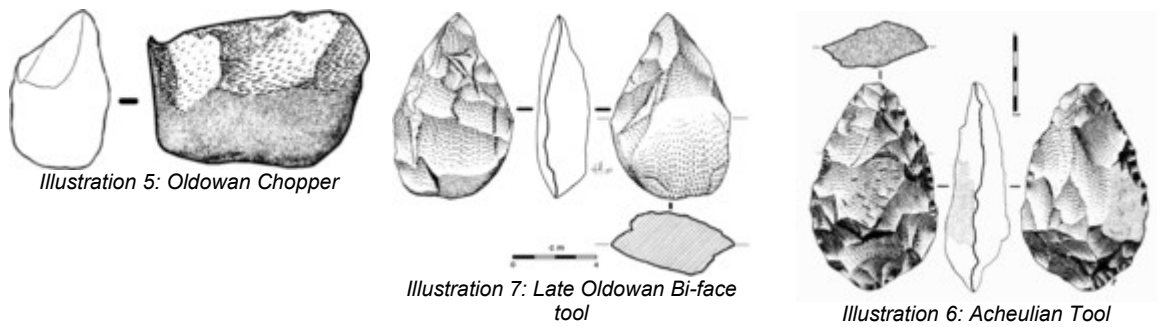 Illustration 5: Oldowan Chopper
c m
0 4
Illustration 7: Late Oldowan Bi-face
tool
Illustration 6: Acheulian Tool